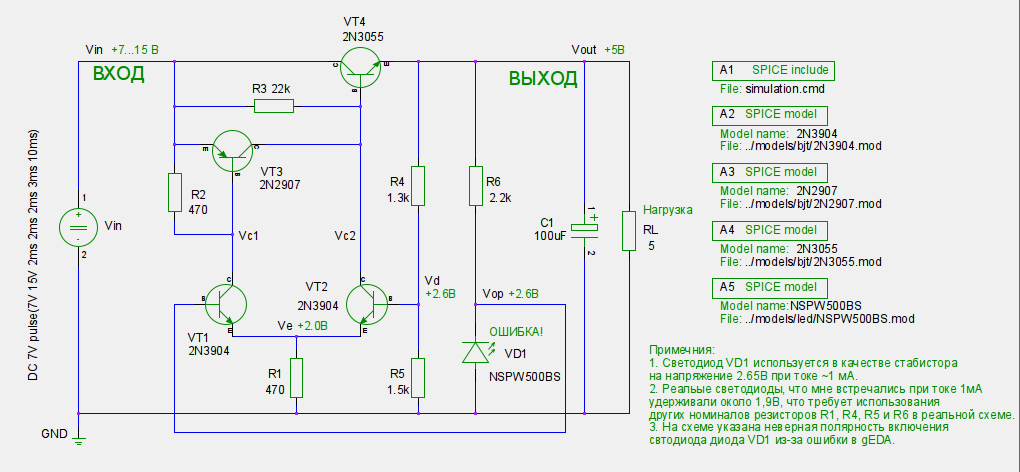 VT4
2N3055
Vin +7...15 В
ВХОД
C
E
B
Vout +5В
ВЫХОД
R3 22k
E
C
B
VT3
2N2907
R2
470
R4
1.3k
R6
2.2k
DC 7V pulse(7V 15V 2ms 2ms 2ms 3ms 10ms)
1
+
-
2
Vin
Vc1
Vc2
C1
100uF
1
+
2
Нагрузка
RL
5
C
B
E
VT1
2N3904
VT2
2N3904
C
B
E
Vd
+2.6В
Vop +2.6В
Ve +2.0В
ОШИБКА!
VD1
NSPW500BS
R1
470
R5
1.5k
GND
A1 SPICE include
File: simulation.cmd
A2 SPICE model
Model name: 2N3904
File: ../models/bjt/2N3904.mod
A3 SPICE model
Model name: 2N2907
File: ../models/bjt/2N2907.mod
A4 SPICE model
Model name: 2N3055
File: ../models/bjt/2N3055.mod
A5 SPICE model
Model name: NSPW500BS
File: ../models/led/NSPW500BS.mod
Примечния:
1. Светодиод VD1 используется в качестве стабистора
на напряжение 2.65В при токе ~1 мА.
2. Реальые светодиоды, что мне встречались при токе 1мА
удерживали около 1,9В, что требует использования
других номиналов резисторов R1, R4, R5 и R6 в реальной схеме.
3. На схеме указана неверная полярность включения
свтодиода диода VD1 из-за ошибки в gEDA.